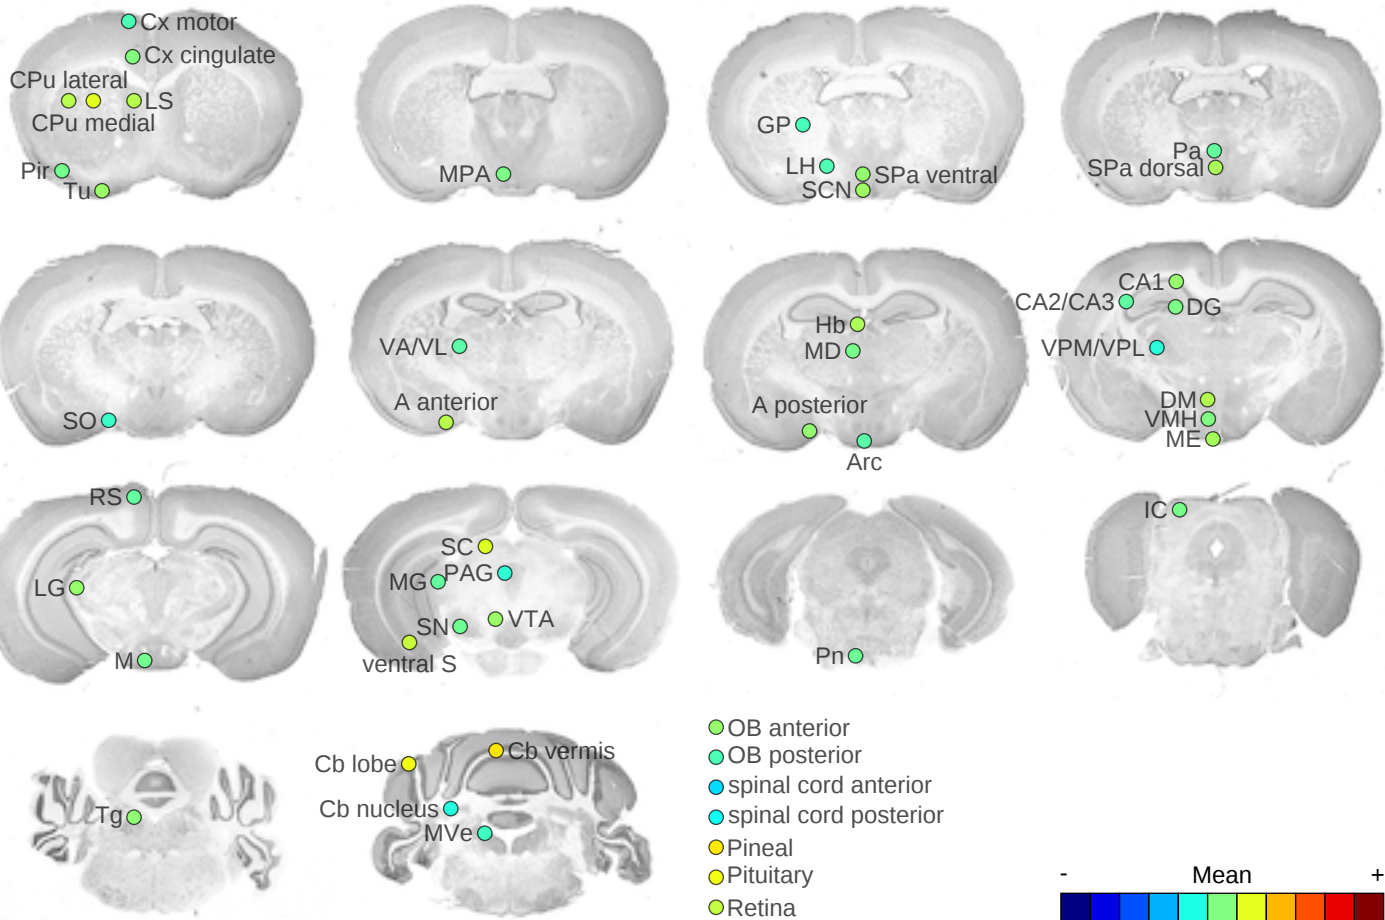 Cx motor
Cx cingulate
CPu lateral
LS
CPu medial
Pir
Tu
MPA
GP
LH
SPa ventral
SCN
Pa
SPa dorsal
SO
VA/VL
A anterior
Hb
MD
A posterior
Arc
CA1
CA2/CA3
DG
VPM/VPL
DM
VMH
ME
RS
LG
M
SC
PAG
MG
SN
VTA
ventral S
Pn
IC
Tg
Cb lobe
Cb vermis
Cb nucleus
MVe
OB anterior
OB posterior
spinal cord anterior
spinal cord posterior
Pineal
Pituitary
Retina
- Mean +